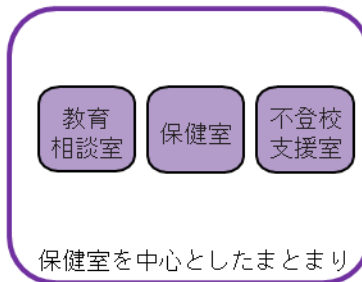 教育
相談室
保健室
不登校
支援室
保健室を中心としたまとまり